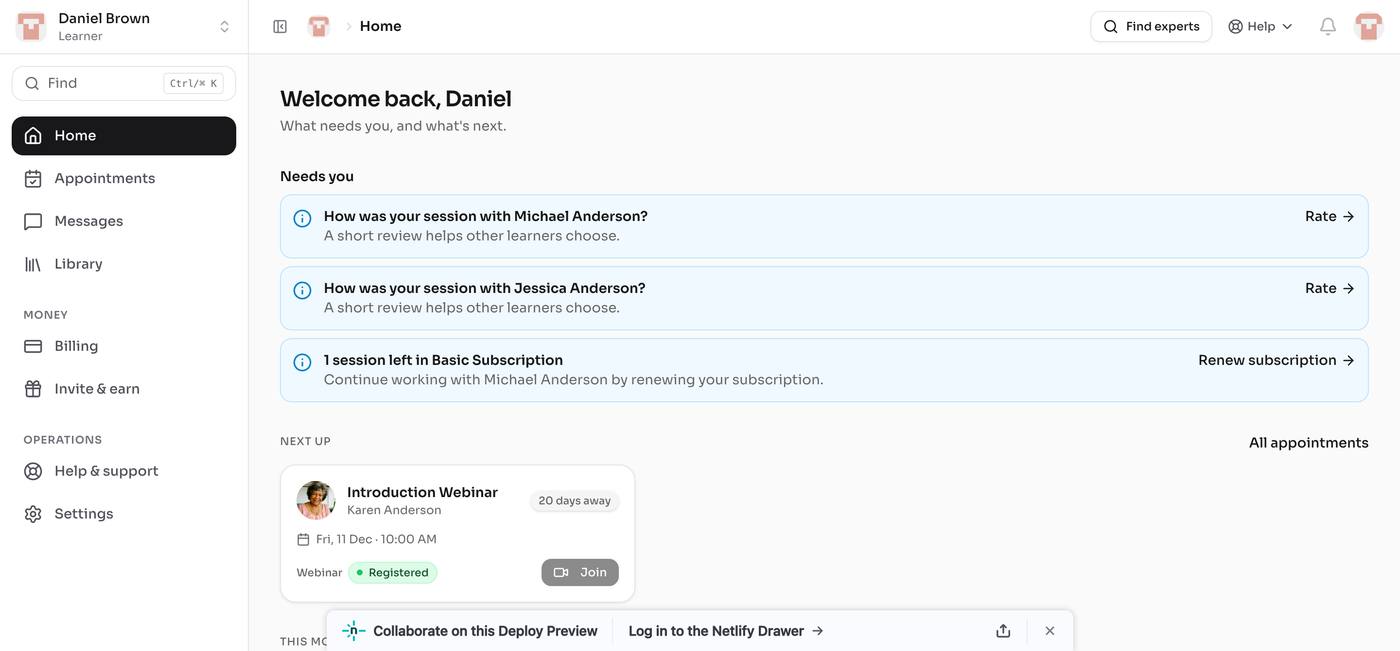 Daniel Brown
Learner
Find
Ctrl/⌘ K
Home
Appointments
Messages
Library
MONEY
Billing
Invite & earn
OPERATIONS
Help & support
Settings
Home
Find experts
Help
Welcome back, Daniel
What needs you, and what's next.
Needs you
How was your session with Michael Anderson?
A short review helps other learners choose.
Rate →
How was your session with Jessica Anderson?
A short review helps other learners choose.
Rate →
1 session left in Basic Subscription
Continue working with Michael Anderson by renewing your subscription.
Renew subscription →
NEXT UP
All appointments
Introduction Webinar
Karen Anderson
20 days away
Fri, 11 Dec · 10:00 AM
Webinar
Registered
Join
THIS
Collaborate on this Deploy Preview
Log in to the Netlify Drawer →